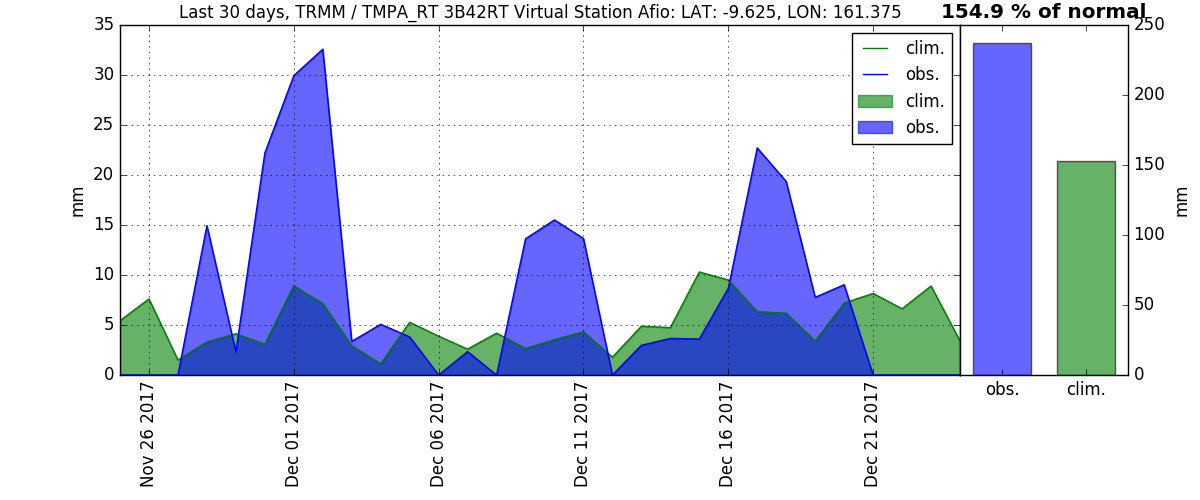 Last 30 days, TRMM / TMPA_RT 3B42RT Virtual Station Afio: LAT: -9.625, LON: 161.375
154.9 % of normal
35
30
25
20
15
10
5
0
mm
clim.
obs.
clim.
obs.
250
200
150
100
50
0
mm
obs.
clim.
Nov 26 2017
Dec 01 2017
Dec 06 2017
Dec 11 2017
Dec 16 2017
Dec 21 2017